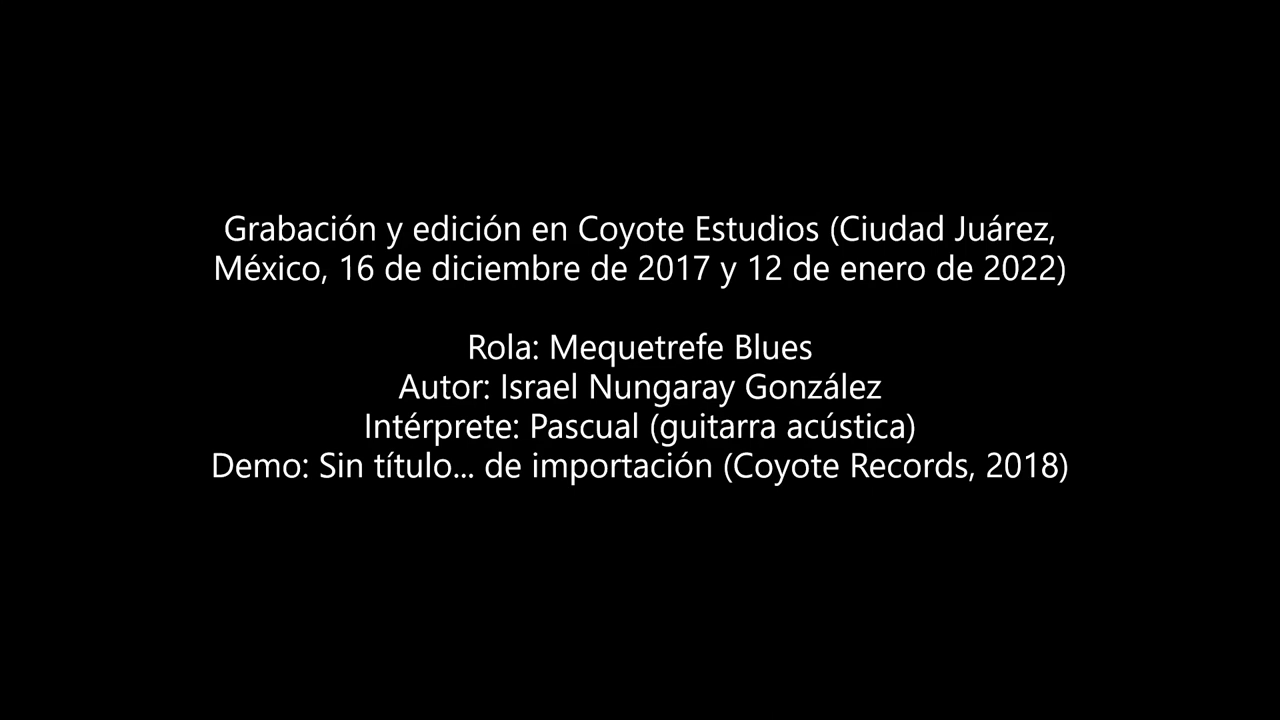 Grabación y edición en Coyote Estudios (Ciudad Juárez,
México, 16 de diciembre de 2017 y 12 de enero de 2022)
Rola: Mequetrefe Blues
Autor: Israel Nungaray González
Intérprete: Pascual (guitarra acústica)
Demo: Sin título... de importación (Coyote Records, 2018)